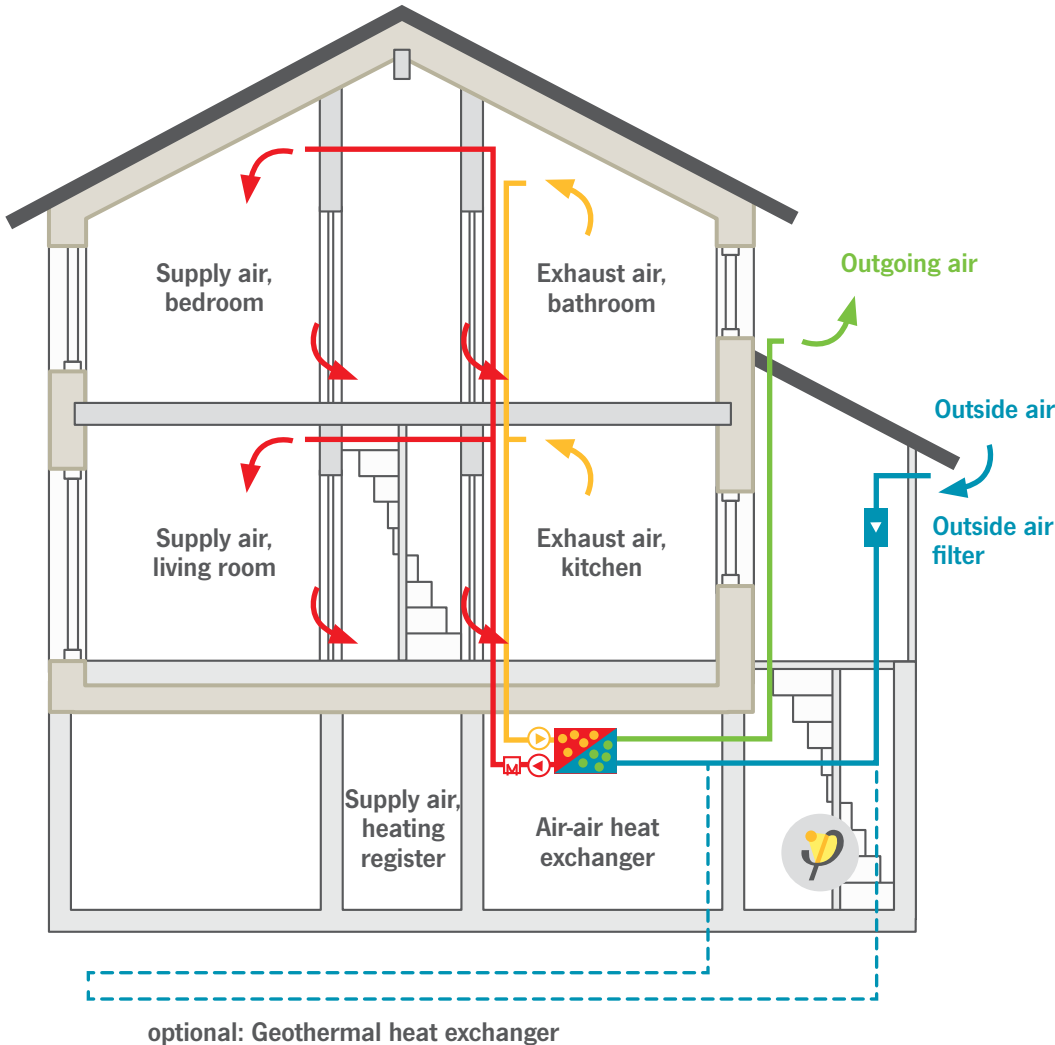 Supply air,
bedroom
Exhaust air,
bathroom
Outgoing air
Outside air
Supply air,
living room
Exhaust air,
kitchen
Outside air
filter
M
Supply air,
heating
register
Air-air heat
exchanger
optional: Geothermal heat exchanger